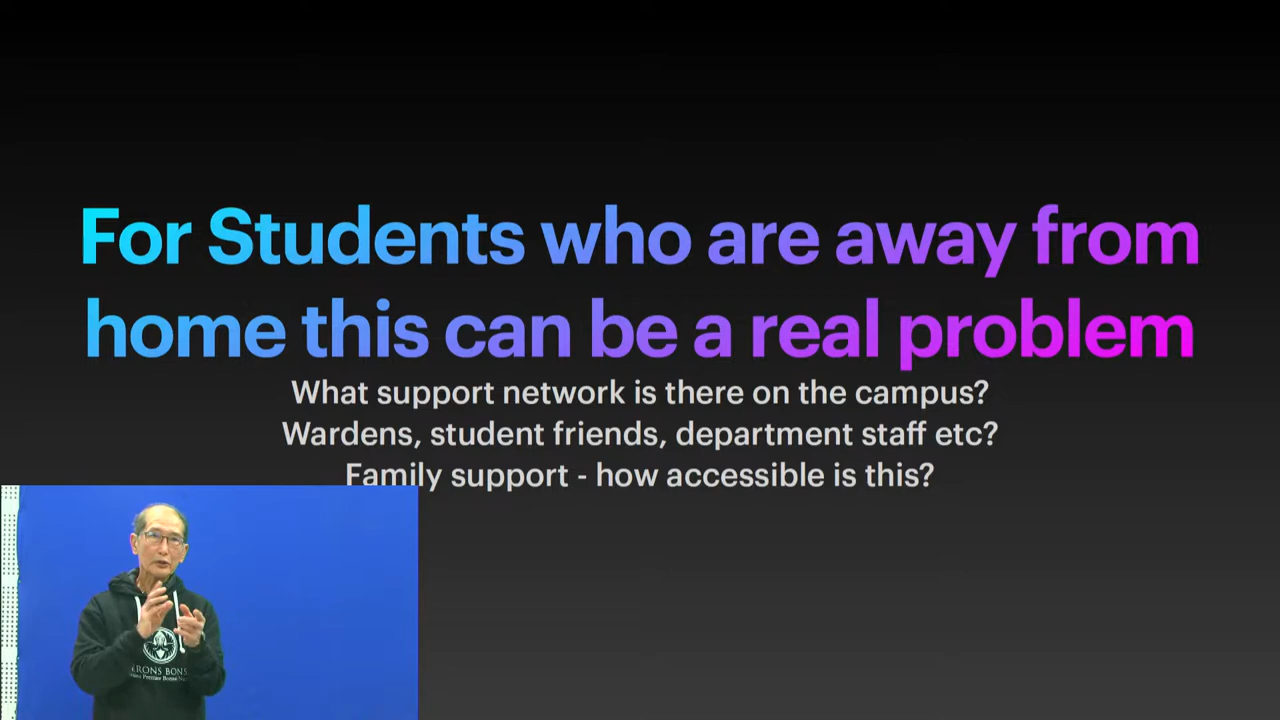 For Students who are away from
home this can be a real problem
What support network is there on the campus?
Wardens, student friends, department staff etc?
Family support - how accessible is this?
BONS